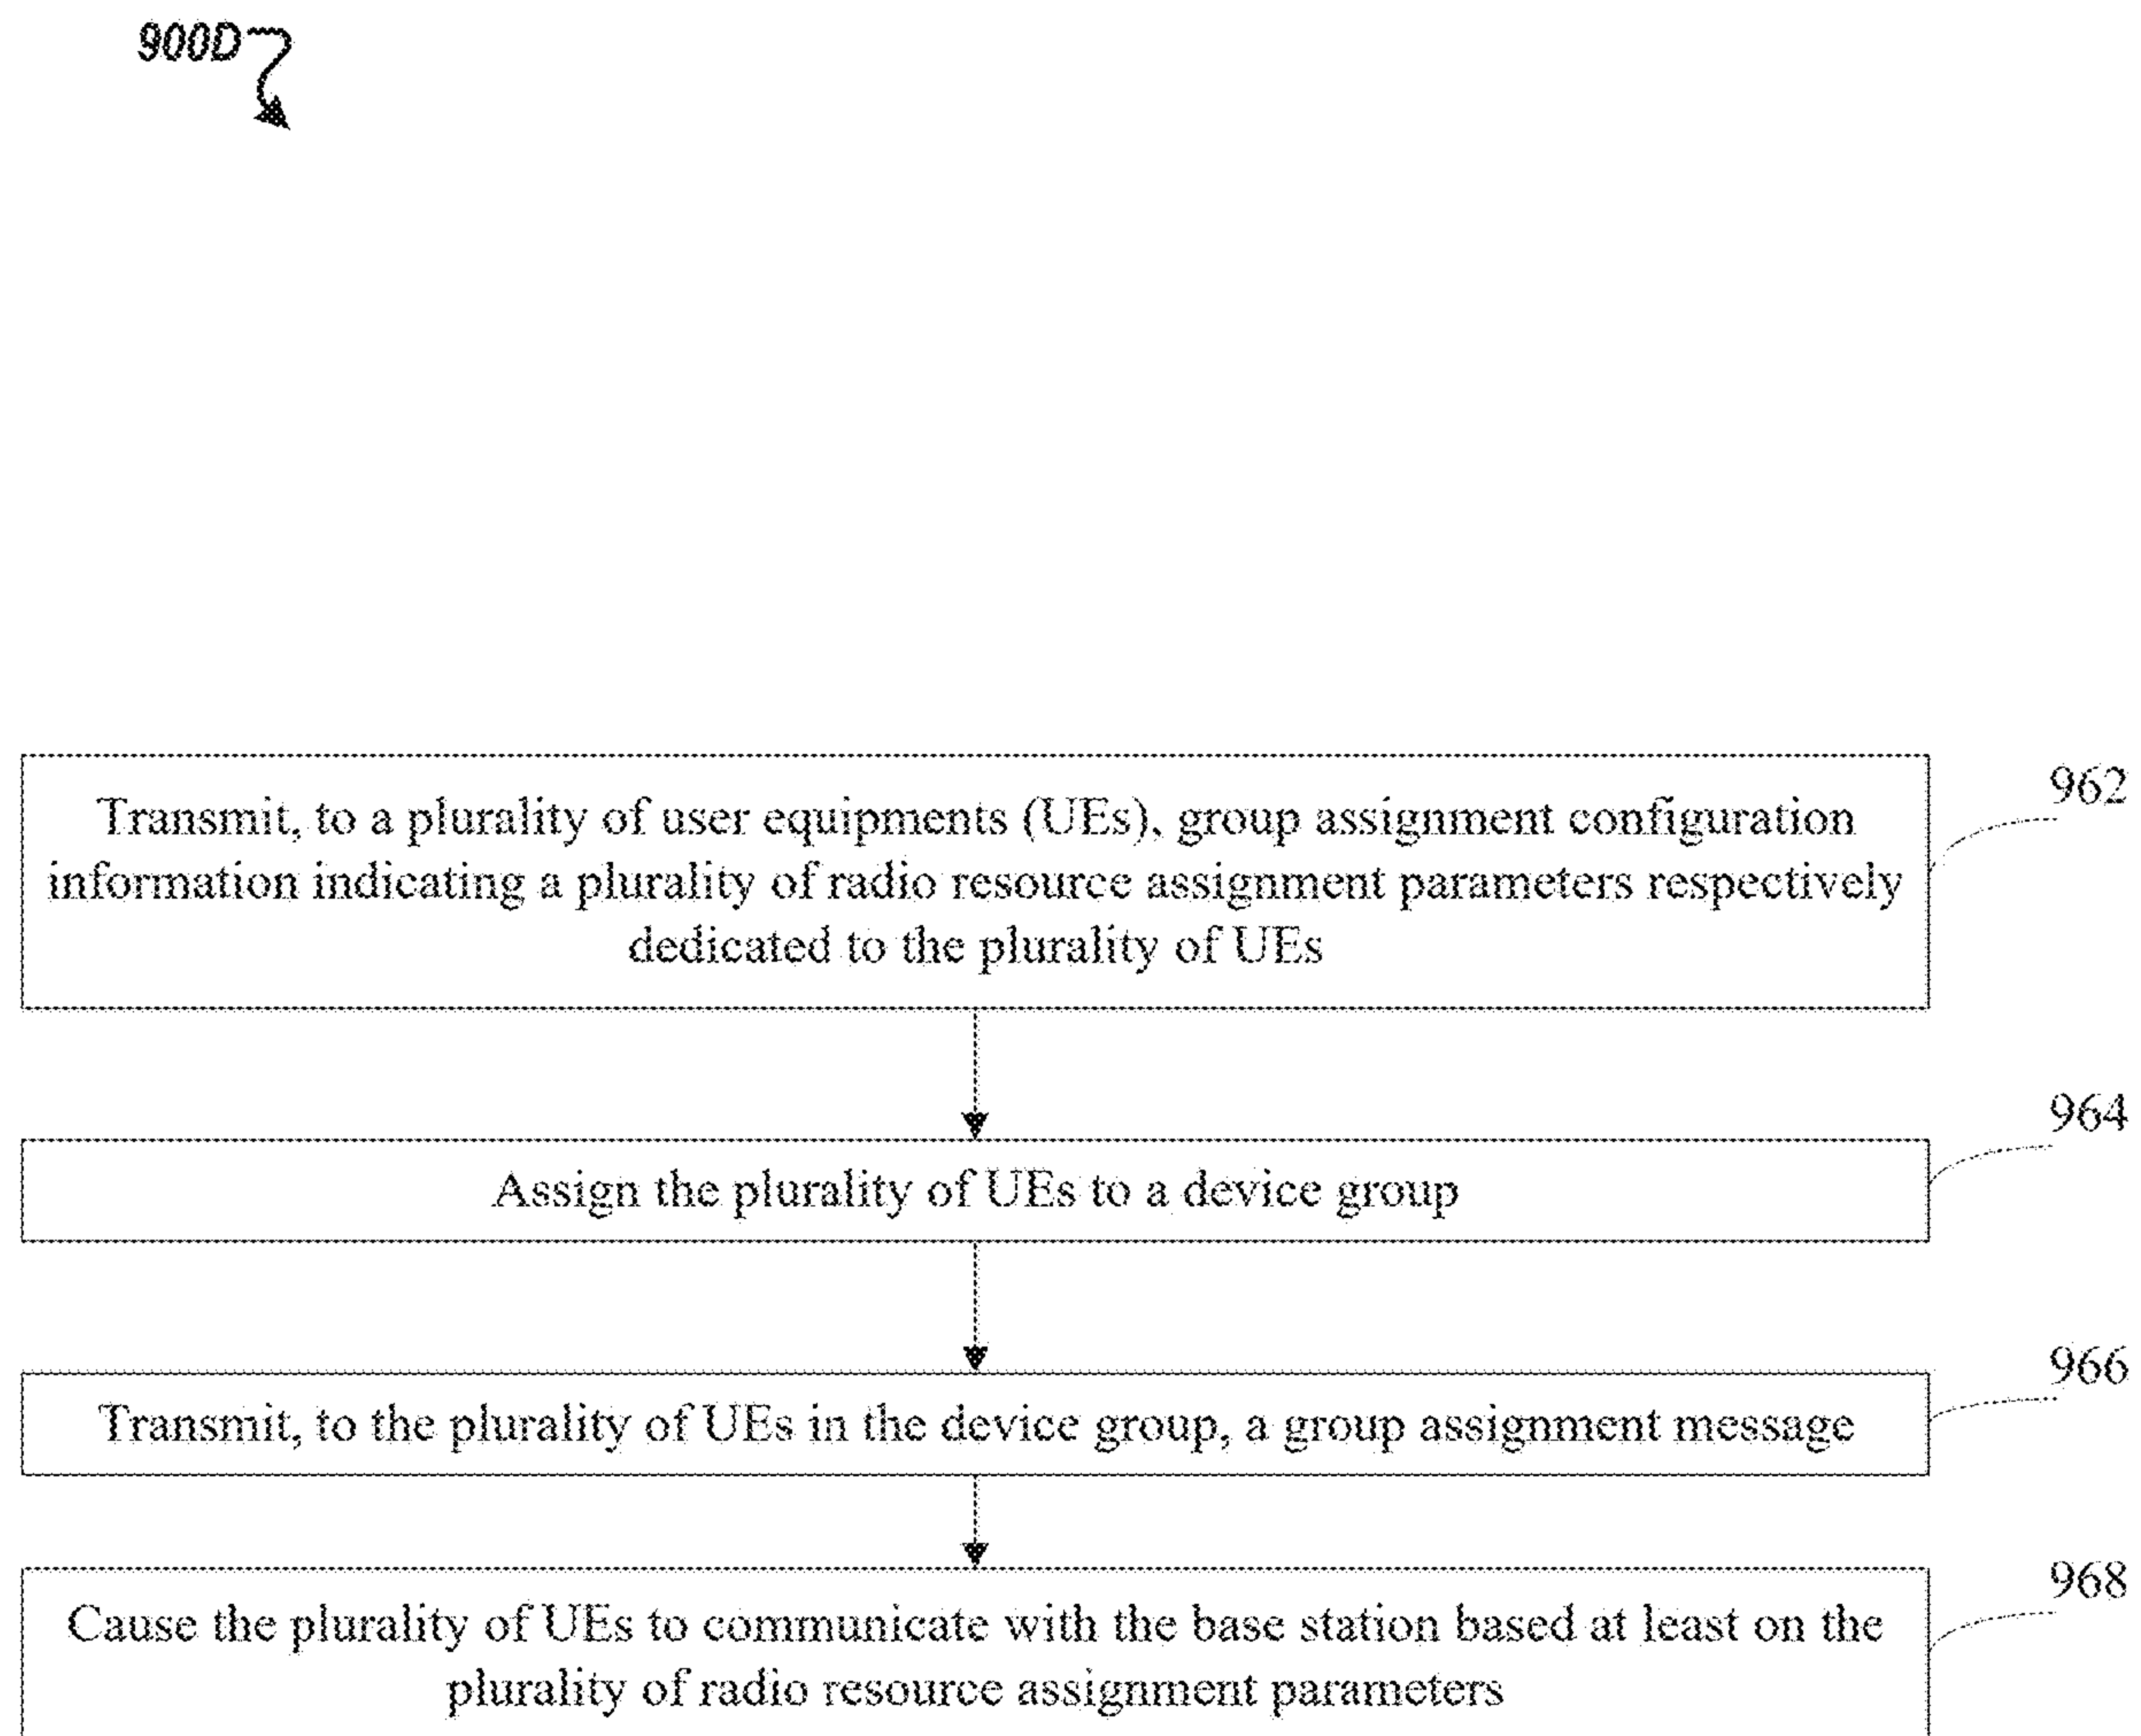 900D
962
Transmit, to a plurality of user equipments (UEs), group assignment configuration
information indicating a plurality of radio resource assignment parameters respectively
dedicated to the plurality of UEs
964
Assign the plurality of UEs to a device group
966
Transmit, to the plurality of UEs in the device group, a group assignment message
968
Cause the plurality of UEs to communicate with the base station based at least on the
plurality of radio resource assignment parameters